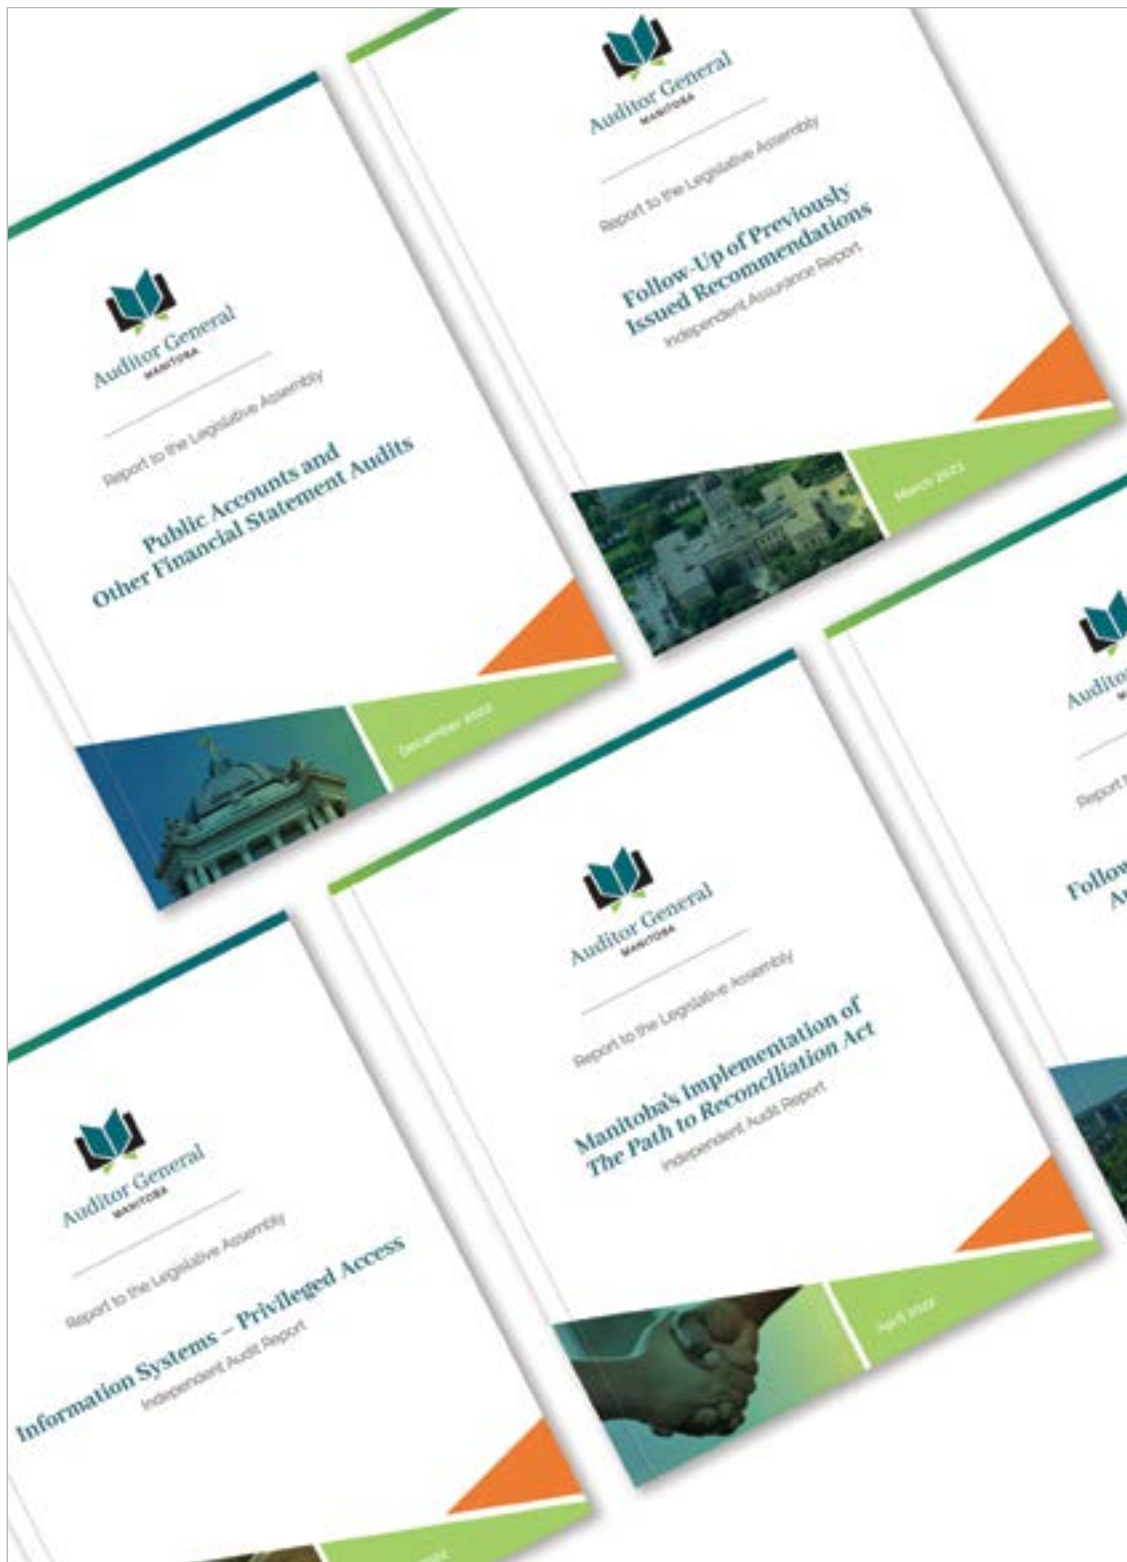 Auditor General
MANITOBA
Report to the Legislative Assembly
Follow-Up of Previously
Issued Recommendations
Independent Assurance Report
March 2023
Auditor General
MANITOBA
Report to the Legislative Assembly
Public Accounts and
Other Financial Statement Audits
December 2022
Auditor General
MANITOBA
Report to the Legislative Assembly
Manitoba's Implementation of
The Path to Reconciliation Act
Independent Audit Report
April 2022
Auditor General
MANITOBA
Report to the Legislative Assembly
Information Systems – Privileged Access
Independent Audit Report